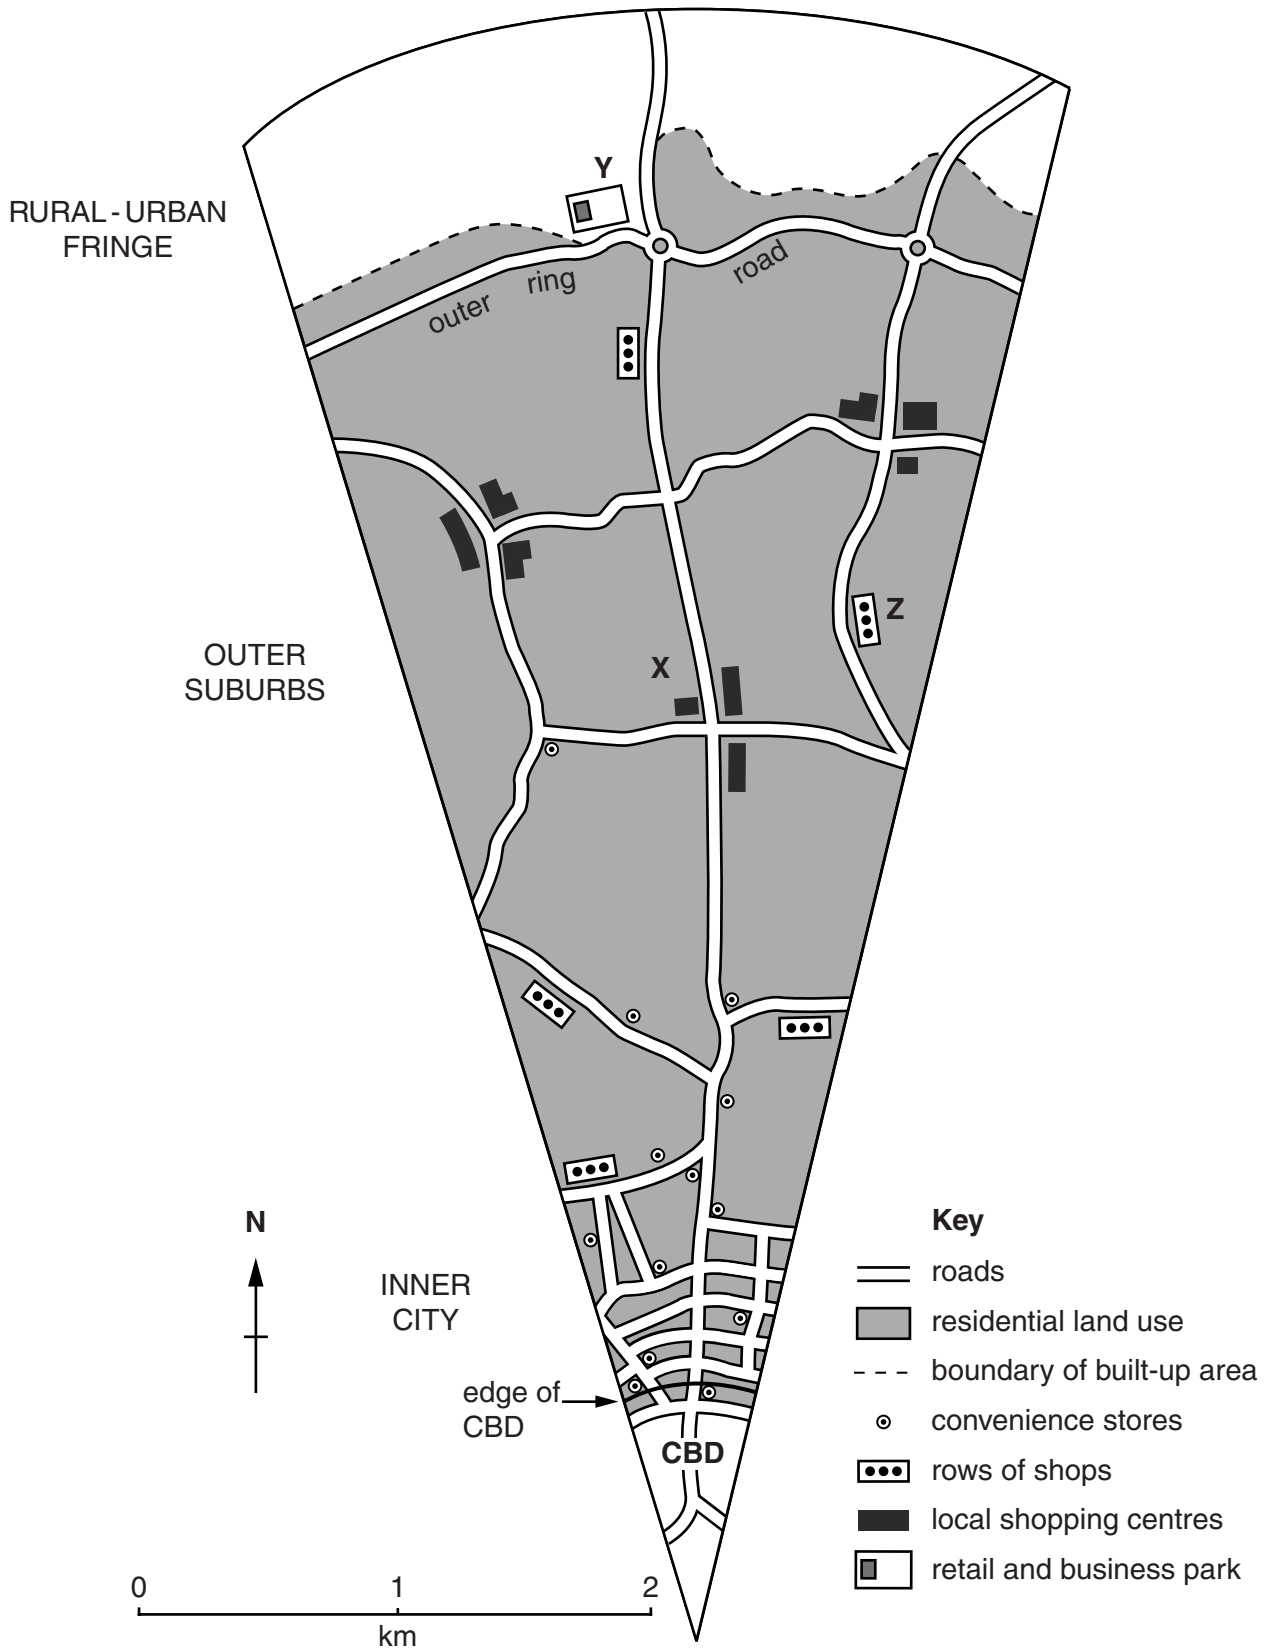 Y
RURAL - URBAN
FRINGE
outer ring road
OUTER
SUBURBS
X
Z
N
INNER
CITY
edge of
CBD
CBD
Key
roads
residential land use
boundary of built-up area
convenience stores
rows of shops
local shopping centres
retail and business park
0 1 2
km